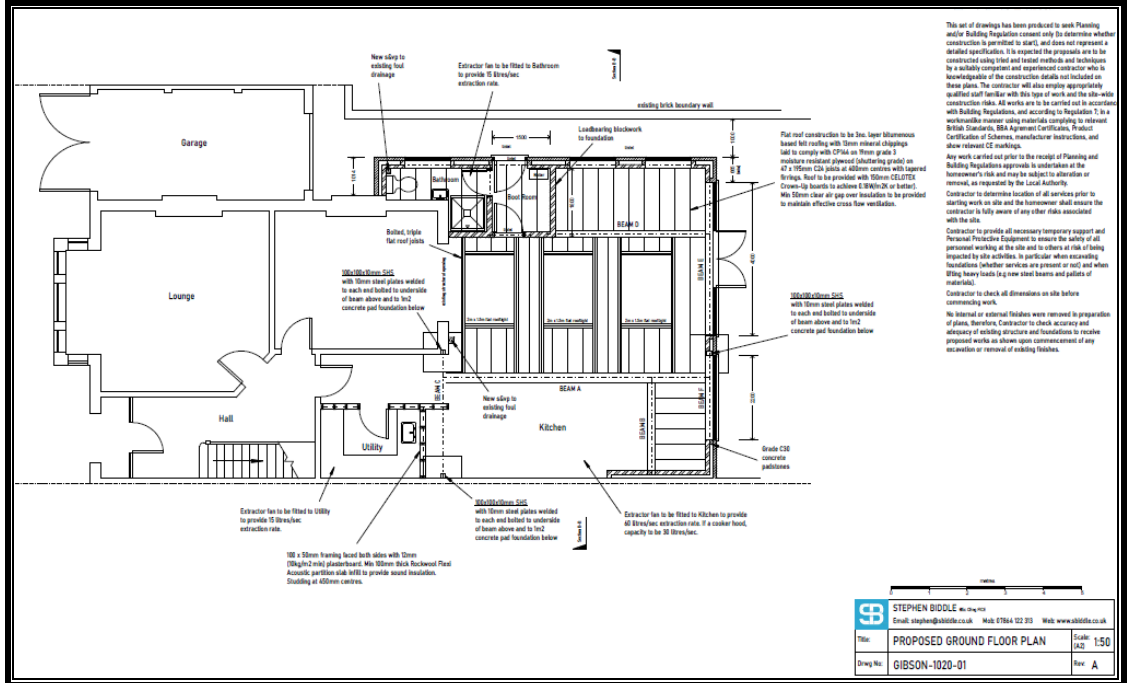 This set of drawings has been produced to seek Planning
and/or Building Regulation consent only (to determine whether
construction is permitted to start), and does not represent a
detailed specification. It is expected the proposals are to be
constructed using tried and tested methods and techniques
by a suitably competent and experienced contractor who is
knowledgeable of the construction details not included on
these plans. The contractor will also employ appropriately
qualified staff familiar with this type of work and the site-wide
construction risks. All works are to be carried out in accordance
with Building Regulations, and according to Regulation 7; in a
workmanlike manner using materials complying to relevant
British Standards, BBA Agrement Certificates, Product
Certification of Schemes, manufacturer instructions, and
show relevant CE markings.
Any work carried out prior to the receipt of Planning and
Building Regulations approvals is undertaken at the
homeowner's risk and may be subject to alteration or
removal, as requested by the Local Authority.
Contractor to determine location of all services prior to
starting work on site and the homeowner shall ensure the
contractor is fully aware of any other risks associated
with the site.
Contractor to provide all necessary temporary support and
Personal Protective Equipment to ensure the safety of all
personnel working at the site and to others at risk of being
impacted by site activities. In particular when excavating
foundations (whether services are present or not) and when
lifting heavy loads (e.g new steel beams and pallets of
materials).
Contractor to check all dimensions on site before
commencing work.
No internal or external finishes were removed in preparation
of plans, therefore, Contractor to check accuracy and
adequacy of existing structure and foundations to receive
proposed works as shown upon commencement of any
excavation or removal of existing finishes.
New s&vp to
existing foul
drainage
Extractor fan to be fitted to Bathroom
to provide 15 litres/sec
extraction rate.
Section B-B
existing brick boundary wall
Garage
1500
Loadbearing blockwork
to foundation
Flat roof construction to be 3no. layer bitumenous
based felt roofing with 13mm mineral chippings
laid to comply with CP144 on 19mm grade 3
moisture resistant plywood (shuttering grade) on
47 x 195mm C24 joists at 400mm centres with tapered
firrings. Roof to be provided with 150mm CELOTEX
Crown-Up boards to achieve 0.18W/m2K or better).
Min 50mm clear air gap over insulation to be provided
to maintain effective cross flow ventilation.
Bathroom
Boot Room
BEAM D
Bolted, triple
flat roof joists
BEAM E
Lounge
100x100x10mm SHS
with 10mm steel plates welded
to each end bolted to underside
of beam above and to 1m2
concrete pad foundation below
100x100x10mm SHS
with 10mm steel plates welded
to each end bolted to underside
of beam above and to 1m2
concrete pad foundation below
New s&vp to
existing foul
drainage
BEAM C
BEAM A
BEAM F
BEAM B
Hall
Kitchen
Utility
Grade C30
concrete
padstones
Extractor fan to be fitted to Utility
to provide 15 litres/sec
extraction rate.
100x100x10mm SHS
with 10mm steel plates welded
to each end bolted to underside
of beam above and to 1m2
concrete pad foundation below
Section B-B
Extractor fan to be fitted to Kitchen to provide
60 litres/sec extraction rate. If a cooker hood,
capacity to be 30 litres/sec.
100 x 50mm framing faced both sides with 12mm
(10kg/m2 min) plasterboard. Min 100mm thick Rockwool Flexi
Acoustic partition slab infill to provide sound insulation.
Studding at 450mm centres.
metres
0 1 2 3 4 5
SB
STEPHEN BIDDLE
Email: stephen@sbiddle.co.uk Mob: 07864 122 313 Web: www.sbiddle.co.uk
Title: PROPOSED GROUND FLOOR PLAN
Scale: (A2) 1:50
Drwg No: GIBSON-1020-01
Rev: A